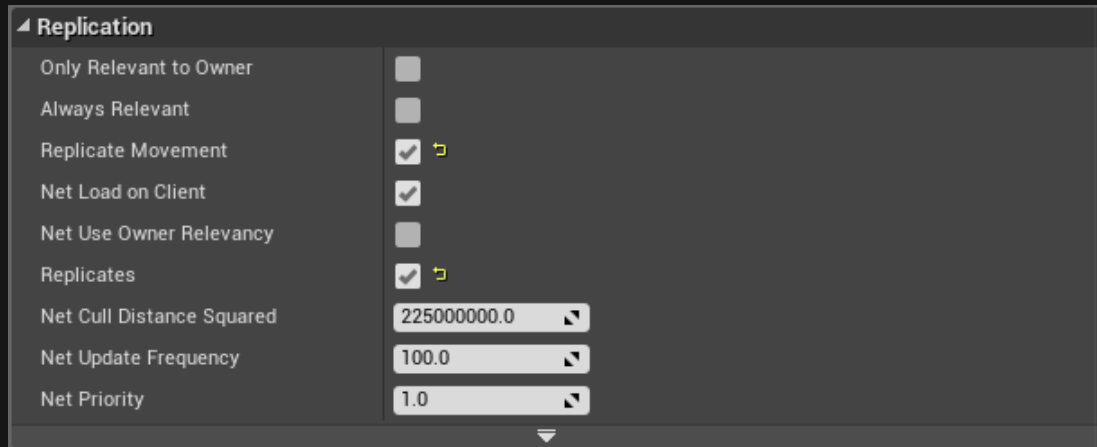 Replication
Only Relevant to Owner
Always Relevant
Replicate Movement
Net Load on Client
Net Use Owner Relevancy
Replicates
Net Cull Distance Squared 225000000.0
Net Update Frequency 100.0
Net Priority 1.0